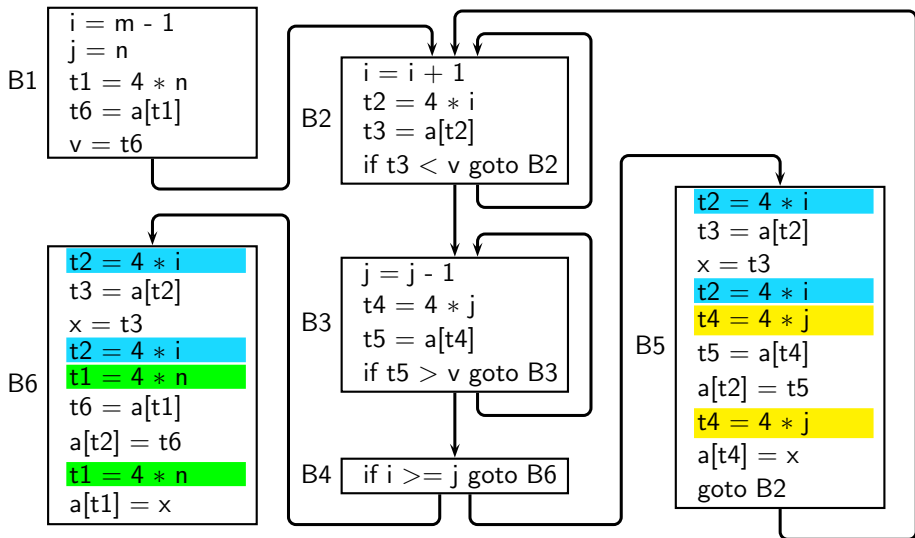 B1
i = m - 1
j = n
t1 = 4 * n
t6 = a[t1]
v = t6
B2
i = i + 1
t2 = 4 * i
t3 = a[t2]
if t3 < v goto B2
B3
j = j - 1
t4 = 4 * j
t5 = a[t4]
if t5 > v goto B3
B4
if i >= j goto B6
B5
t2 = 4 * i
t3 = a[t2]
x = t3
t2 = 4 * i
t4 = 4 * j
t5 = a[t4]
a[t2] = t5
t4 = 4 * j
a[t4] = x
goto B2
B6
t2 = 4 * i
t3 = a[t2]
x = t3
t2 = 4 * i
t1 = 4 * n
t6 = a[t1]
a[t2] = t6
t1 = 4 * n
a[t1] = x